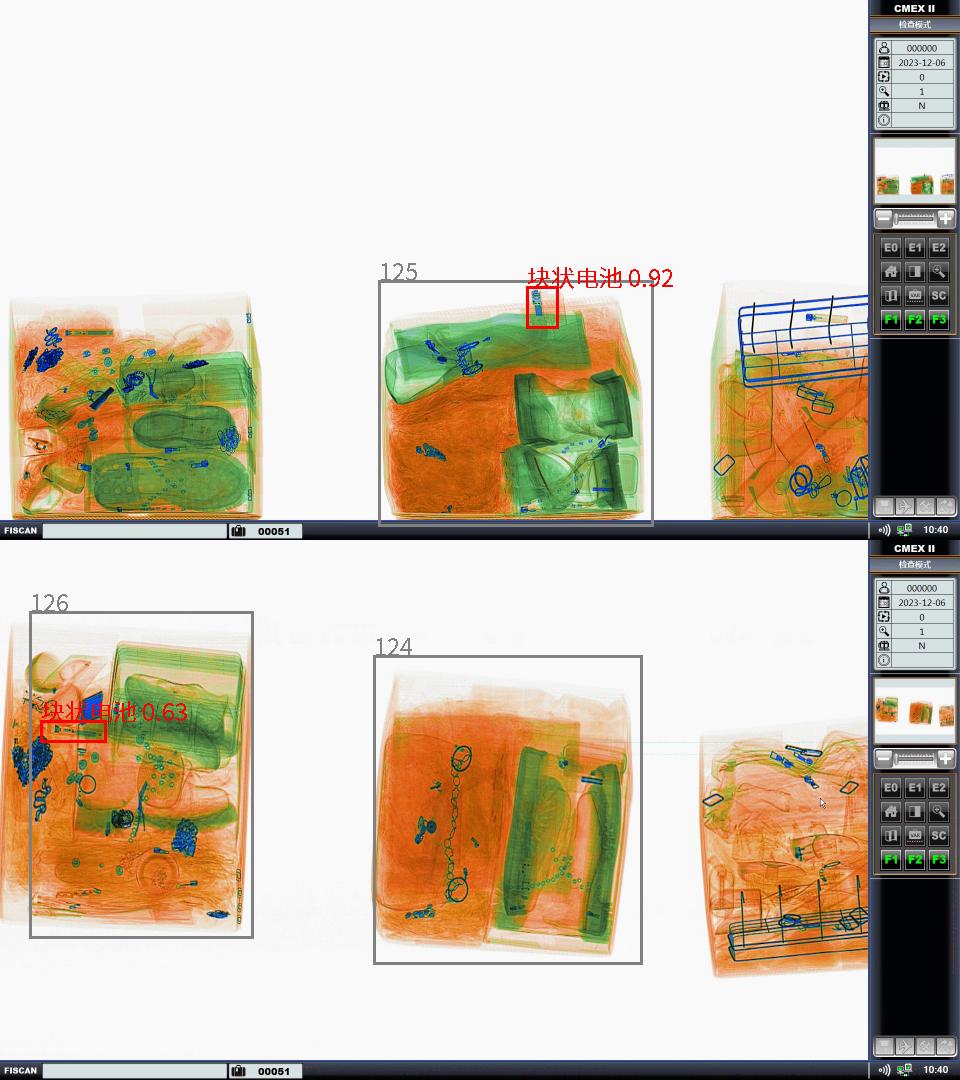 CMEX II
检查模式
000000
2023-12-06
0
1
N
125
块状电池 0.92
E0 E1 E2
VAR SC
F1 F2 F3
FISCAN
00051
10:40
CMEX II
检查模式
000000
2023-12-06
0
1
N
126
124
块状电池 0.63
E0 E1 E2
VAR SC
F1 F2 F3
FISCAN
00051
10:40